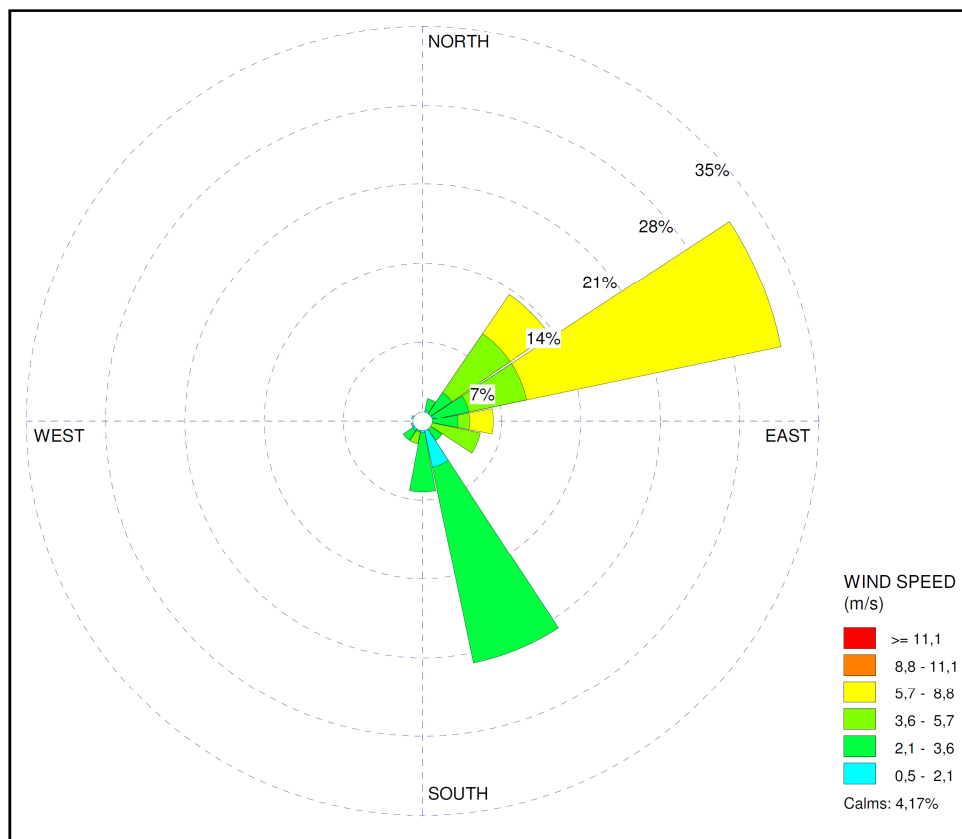 NORTH
35%
28%
21%
14%
7%
WEST
EAST
SOUTH
WIND SPEED
(m/s)
>= 11,1
8,8 - 11,1
5,7 - 8,8
3,6 - 5,7
2,1 - 3,6
0,5 - 2,1
Calms: 4,17%